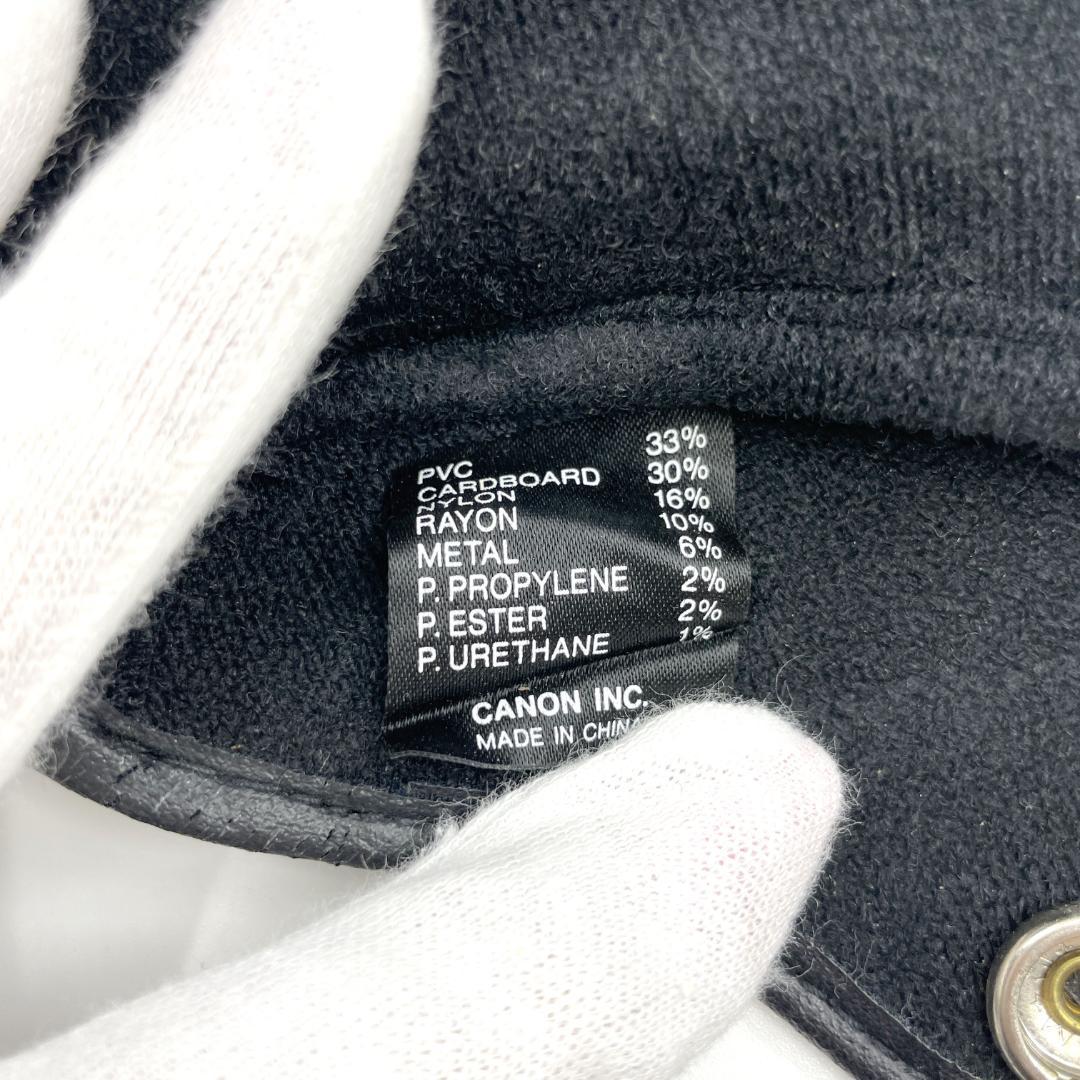 PVC 33%
CARDBOARD 30%
NYLON 16%
RAYON 10%
METAL 6%
P. PROPYLENE 2%
P. ESTER 2%
P. URETHANE 1%
CANON INC.
MADE IN CHINA